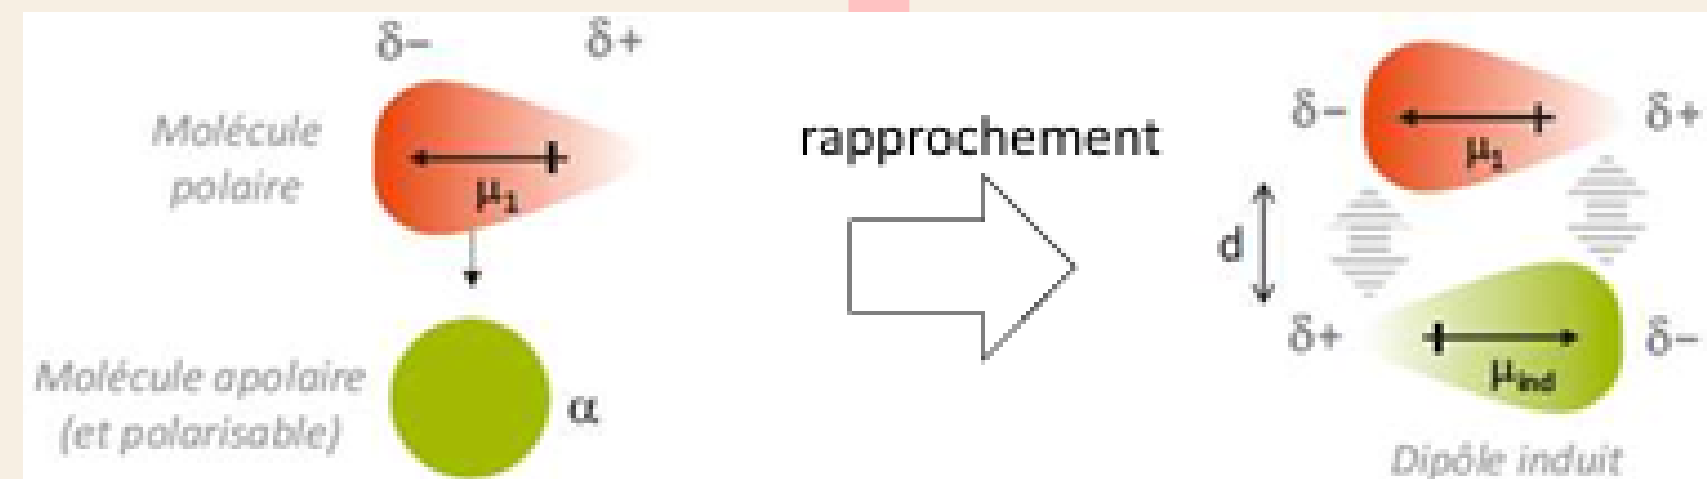 δ− δ+
Molécule
polaire
μ1
Molécule apolaire
(et polarisable)
α
rapprochement
δ− δ+
μ1
d
δ+ δ−
μind
Dipôle induit